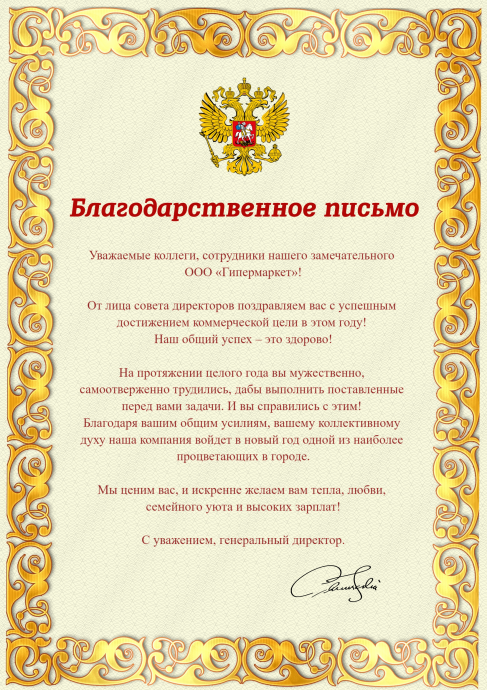 Благодарственное письмо
Уважаемые коллеги, сотрудники нашего замечательного
ООО «Гипермаркет»!
От лица совета директоров поздравляем вас с успешным
достижением коммерческой цели в этом году!
Наш общий успех – это здорово!
На протяжении целого года вы мужественно,
самоотверженно трудились, дабы выполнить поставленные
перед вами задачи. И вы справились с этим!
Благодаря вашим общим усилиям, вашему коллективному
духу наша компания войдет в новый год одной из наиболее
процветающих в городе.
Мы ценим вас, и искренне желаем вам тепла, любви,
семейного уюта и высоких зарплат!
С уважением, генеральный директор.